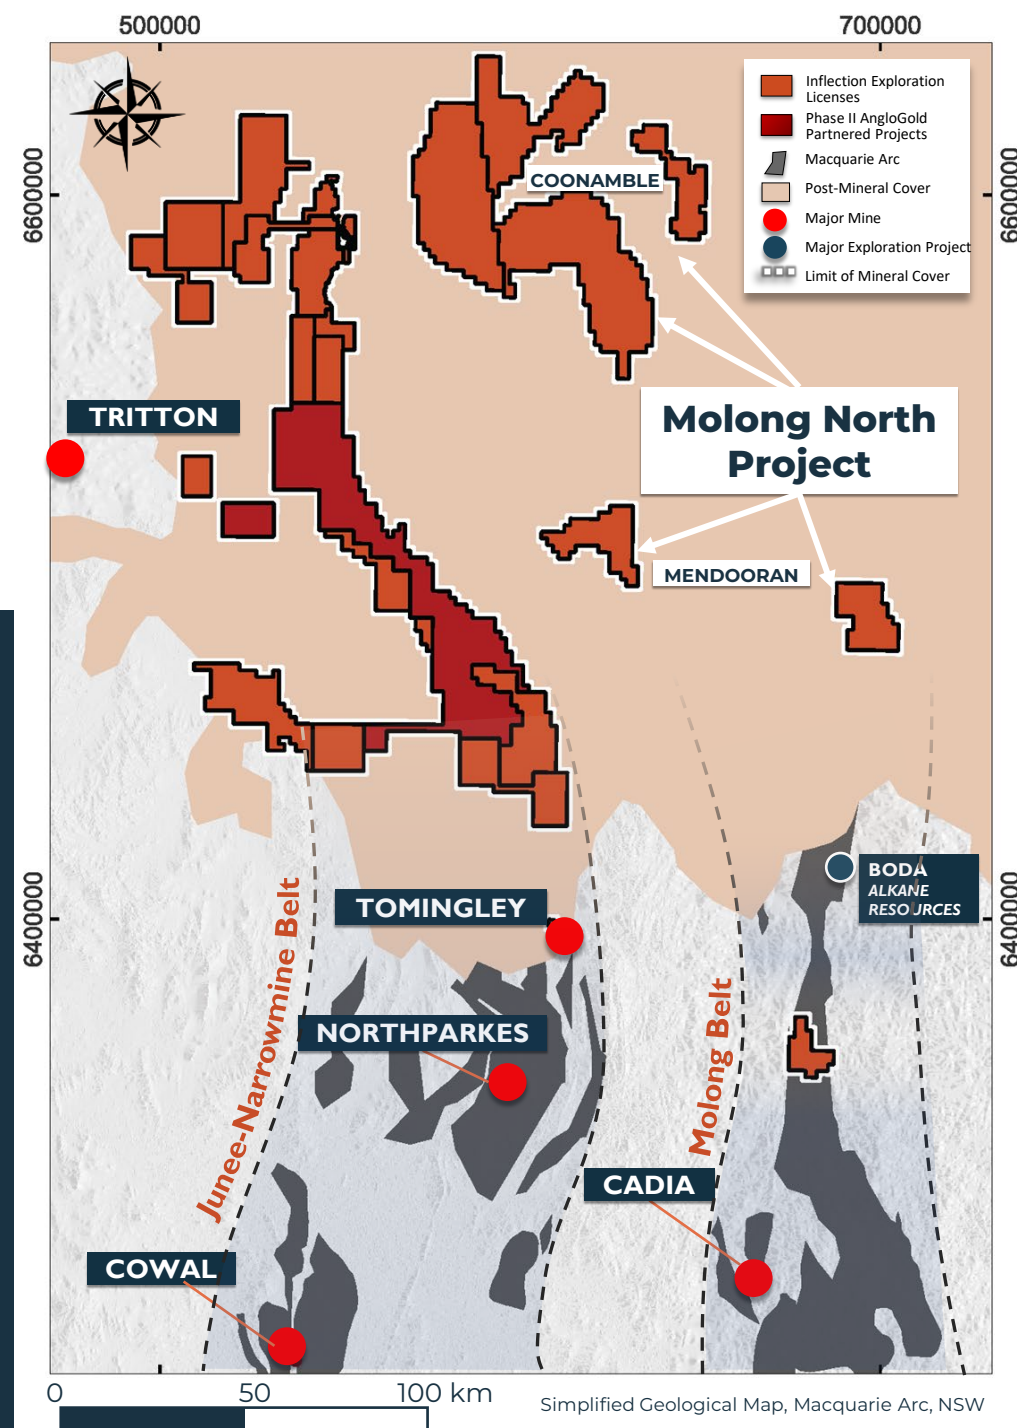 500000
700000
6600000
6600000
Inflection Exploration
Licenses
Phase II AngloGold
Partnered Projects
Macquarie Arc
Post-Mineral Cover
Major Mine
Major Exploration Project
Limit of Mineral Cover
COONAMBLE
TRITTON
Molong North
Project
MENDOORAN
BODA
ALKANE
RESOURCES
6400000
6400000
TOMINGLEY
Junee-Narrowmine Belt
NORTHPARKES
Molong Belt
CADIA
COWAL
0 50 100 km
Simplified Geological Map, Macquarie Arc, NSW